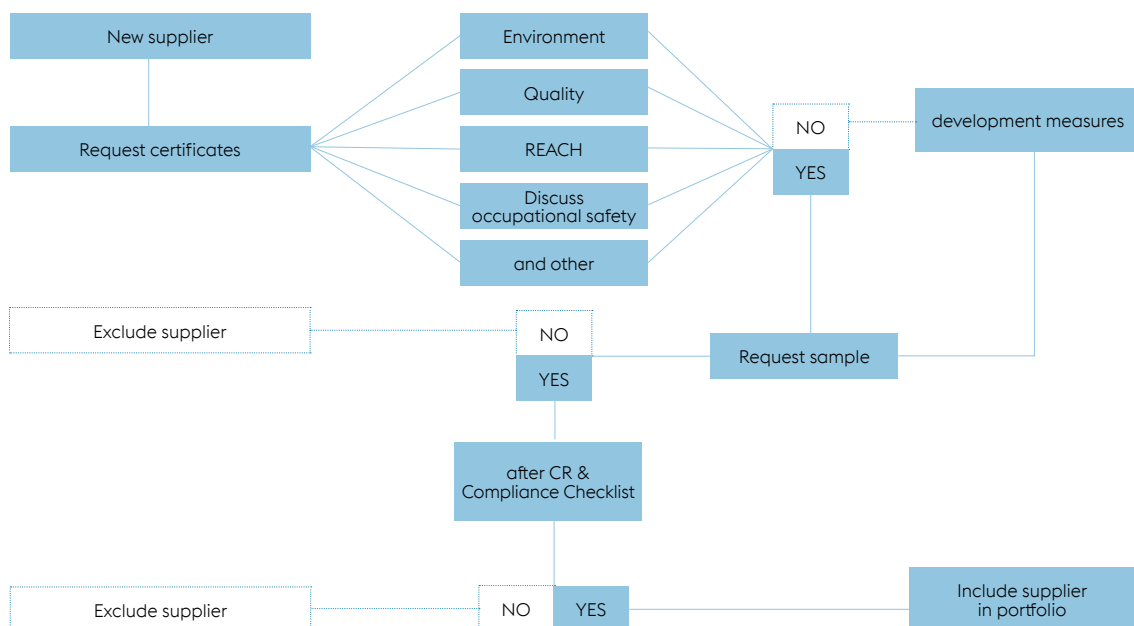 New supplier
Environment
Quality
NO
development measures
Request certificates
REACH
YES
Discuss
occupational safety
and other
Exclude supplier
NO
Request sample
YES
after CR &
Compliance Checklist
Exclude supplier
NO
YES
Include supplier
in portfolio